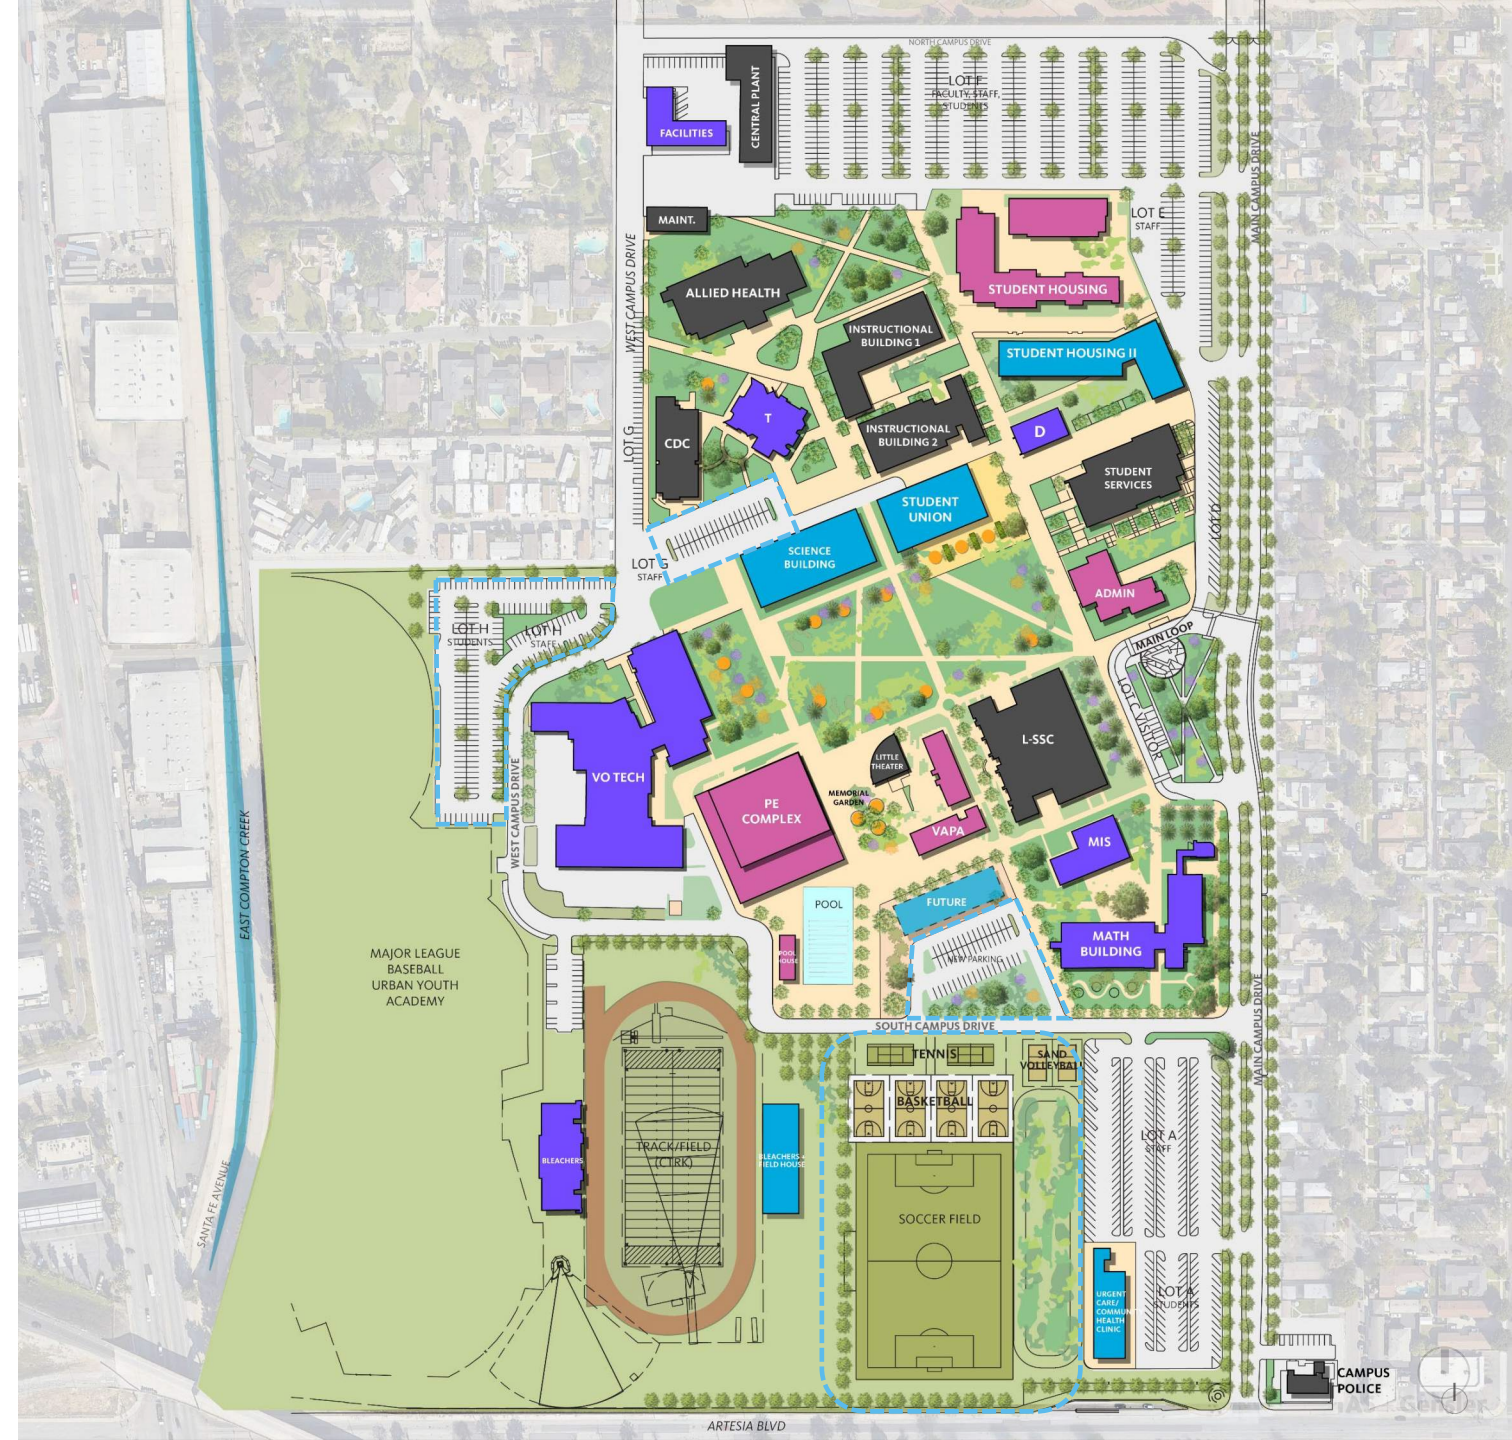 NORTH CAMPUS DRIVE
LOT F
FACULTY, STAFF,
STUDENTS
CENTRAL PLANT
FACILITIES
MAIN CAMPUS DRIVE
MAINT.
LOT E
STAFF
WEST CAMPUS DRIVE
ALLIED HEALTH
STUDENT HOUSING
INSTRUCTIONAL
BUILDING 1
STUDENT HOUSING II
T
D
LOT G
CDC
INSTRUCTIONAL
BUILDING 2
STUDENT
SERVICES
STUDENT
UNION
LOT D
SCIENCE
BUILDING
LOT G
STAFF
ADMIN
LOT H
STUDENTS
LOT H
STAFF
MAIN LOOP
LOT C VISITOR
L-SSC
LITTLE
THEATER
VO TECH
PE
COMPLEX
MEMORIAL
GARDEN
VAPA
MIS
WEST CAMPUS DRIVE
EAST COMPTON CREEK
POOL
FUTURE
MATH
BUILDING
POOL
HOUSE
NEW PARKING
MAJOR LEAGUE
BASEBALL
URBAN YOUTH
ACADEMY
SOUTH CAMPUS DRIVE
MAIN CAMPUS DRIVE
TENNIS
SAND
VOLLEYBALL
BASKETBALL
LOT A
STAFF
TRACK/FIELD
(CTRK)
BLEACHERS
BLEACHERS +
FIELD HOUSE
SANTA FE AVENUE
SOCCER FIELD
URGENT
CARE/
COMMUNITY
HEALTH
CLINIC
LOT A
STUDENTS
CAMPUS
POLICE
ARTESIA BLVD